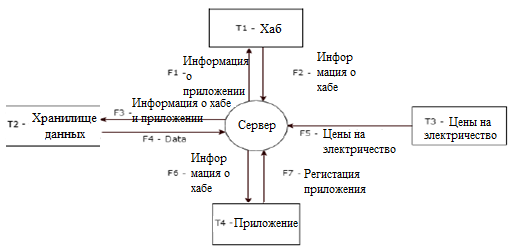 T1 - Хаб
F1 - Информация
о
приложении
F2 - Инфор
мация о
хабе
F3 - Информация о хабе
и приложении
T2 - Хранилище
данных
Сервер
F4 - Data
F5 - Цены на
электричество
T3 - Цены на
электричество
F6 - Инфор
мация о
хабе
F7 - Регистация
приложения
T4 - Приложение